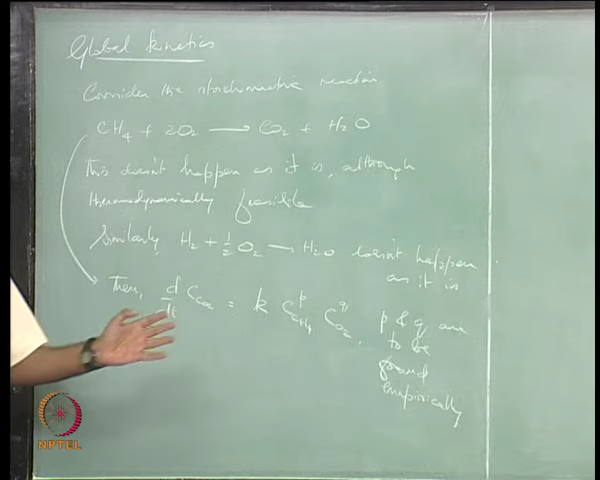 Global kinetics
Consider the stoichiometric reaction
CH₄ + 2O₂ → CO₂ + H₂O
This doesn't happen as it is, although
thermodynamically feasible
Similarly, H₂ + ½O₂ → H₂O doesn't happen
as it is
Then, d/dt C_CO₂ = k C_CH₄^p C_O₂^q. p & q are
to be
found
empirically
NPTEL